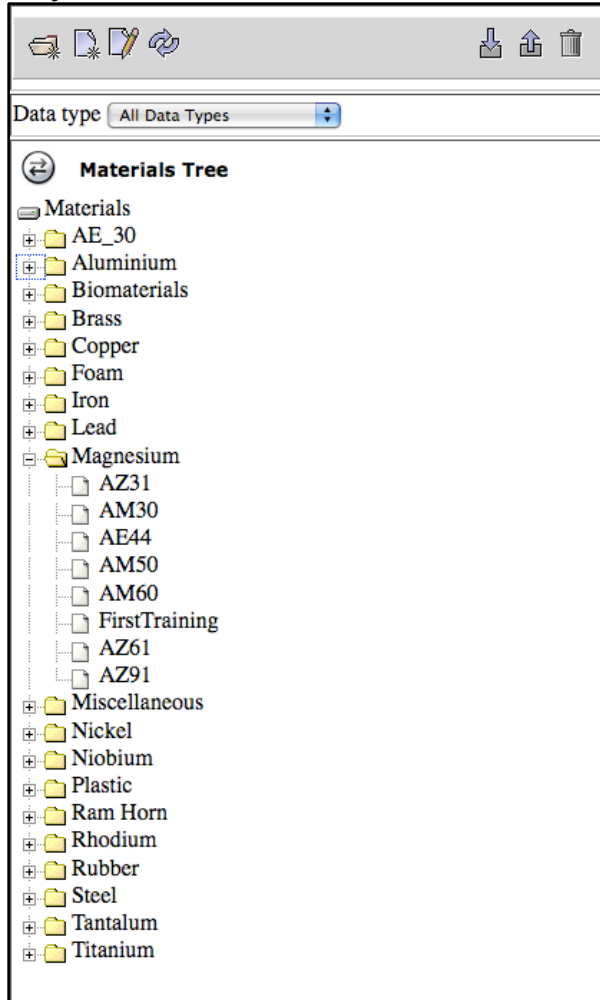 Data type All Data Types
Materials Tree
Materials
AE_30
Aluminium
Biomaterials
Brass
Copper
Foam
Iron
Lead
Magnesium
AZ31
AM30
AE44
AM50
AM60
FirstTraining
AZ61
AZ91
Miscellaneous
Nickel
Niobium
Plastic
Ram Horn
Rhodium
Rubber
Steel
Tantalum
Titanium